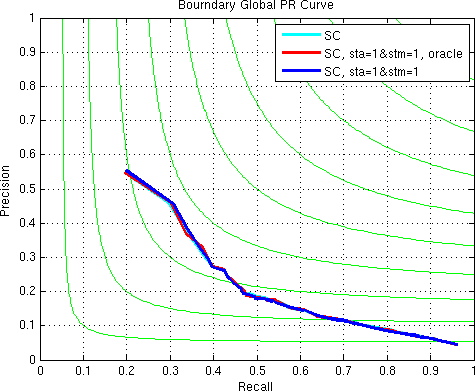 Bourndary Global PR Curve
SC
SC, sta=1&stm=1, oracle
SC, sta=1&stm=1
1
0.9
0.8
0.7
0.6
0.5
0.4
0.3
0.2
0.1
0
Precision
0 0.1 0.2 0.3 0.4 0.5 0.6 0.7 0.8 0.9
Recall